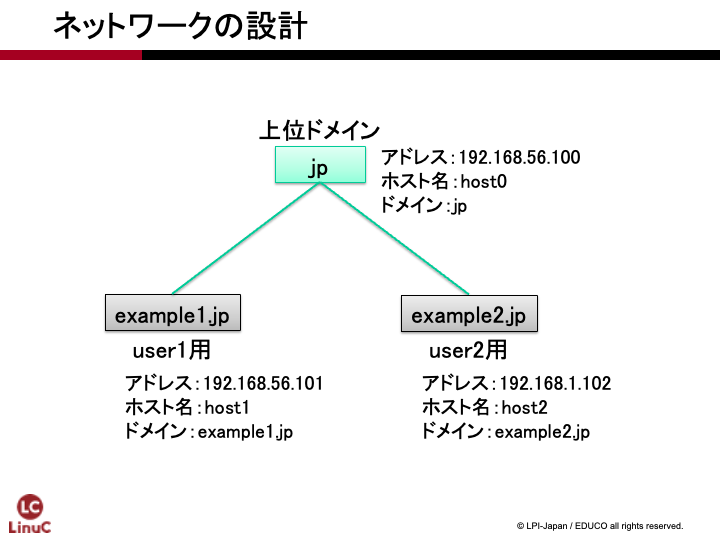 ネットワークの設計
上位ドメイン
jp
アドレス：192.168.56.100
ホスト名：host0
ドメイン：jp
example1.jp
user1用
アドレス：192.168.56.101
ホスト名：host1
ドメイン：example1.jp
example2.jp
user2用
アドレス：192.168.1.102
ホスト名：host2
ドメイン：example2.jp
LC
LinuC
© LPI-Japan / EDUCO all rights reserved.